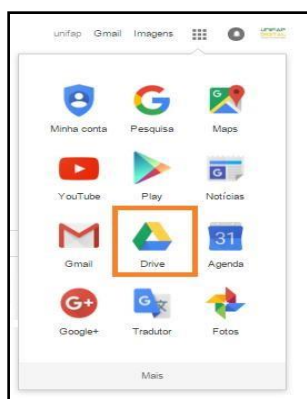 unifap Gmail Imagens
Minha conta Pesquisa Maps
YouTube Play Notícias
31
Gmail Drive Agenda
Google+ Tradutor Fotos
Mais